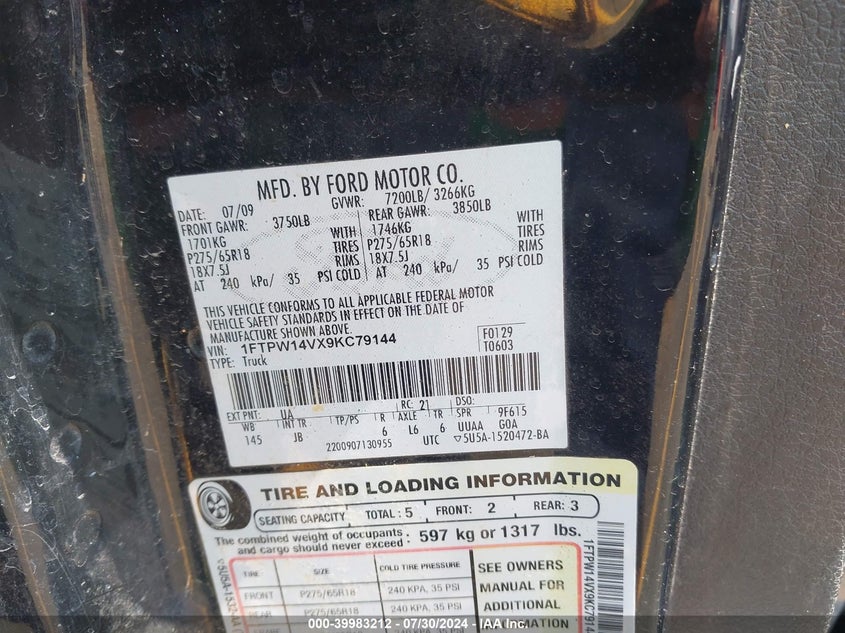 MFD. BY FORD MOTOR CO.
DATE: 07/09 GVWR: 7200LB/ 3266KG
FRONT GAWR: 3750LB REAR GAWR: 3850LB
1701KG WITH 1746KG WITH
P275/65R18 TIRES P275/65R18 TIRES
18X7.5J RIMS 18X7.5J RIMS
AT 240 kPa/ 35 PSI COLD AT 240 kPa/ 35 PSI COLD
THIS VEHICLE CONFORMS TO ALL APPLICABLE FEDERAL MOTOR
VEHICLE SAFETY STANDARDS IN EFFECT ON THE DATE OF
MANUFACTURE SHOWN ABOVE.
VIN: 1FTPW14VX9KC79144 F0129
TYPE: Truck T0603
EXT PNT: UA RC: 21 DSO:
WB INT TR TP/PS R AXLE TR SPR 9F615
145 JB 6 L6 6 UUAA GOA
2200907130955 UTC 5U5A-1520472-BA
TIRE AND LOADING INFORMATION
SEATING CAPACITY TOTAL: 5 FRONT: 2 REAR: 3
The combined weight of occupants
and cargo should never exceed: 597 kg or 1317 lbs.
TIRE SIZE COLD TIRE PRESSURE SEE OWNERS
FRONT P275/65R18 240 KPA, 35 PSI MANUAL FOR
REAR P275/65R18 240 KPA, 35 PSI ADDITIONAL
INFORMATION
1FTPW14VX9KC79144
COPART-less
000-39983212 - 07/30/2024 - © IAA, Inc.